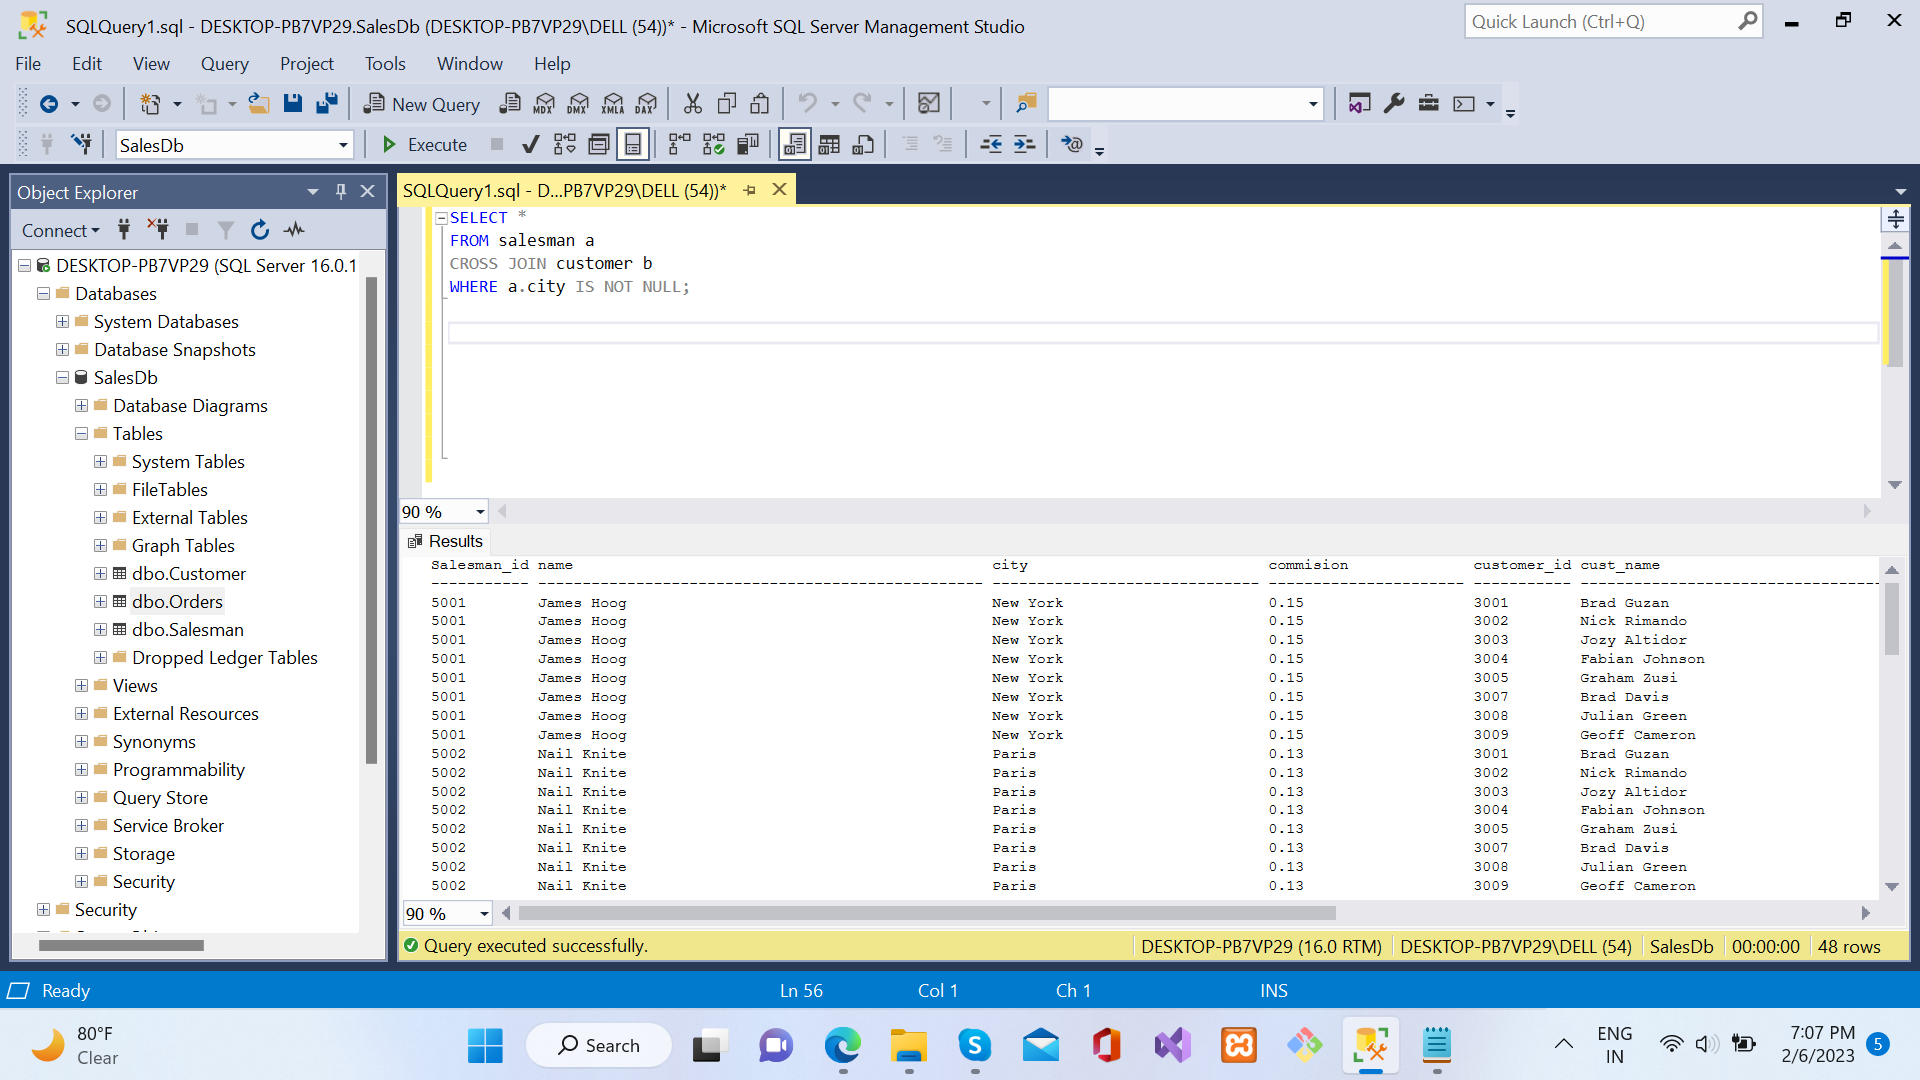 SQLQuery1.sql - DESKTOP-PB7VP29.SalesDb (DESKTOP-PB7VP29\DELL (54))* - Microsoft SQL Server Management Studio
Quick Launch (Ctrl+Q)
File Edit View Query Project Tools Window Help
New Query MDX DMX XMLA DAX
SalesDb Execute
Object Explorer
Connect
DESKTOP-PB7VP29 (SQL Server 16.0.1
Databases
System Databases
Database Snapshots
SalesDb
Database Diagrams
Tables
System Tables
FileTables
External Tables
Graph Tables
dbo.Customer
dbo.Orders
dbo.Salesman
Dropped Ledger Tables
Views
External Resources
Synonyms
Programmability
Query Store
Service Broker
Storage
Security
Security
SQLQuery1.sql - D...PB7VP29\DELL (54))*
SELECT *
FROM salesman a
CROSS JOIN customer b
WHERE a.city IS NOT NULL;
90 %
Results
Salesman_id name city commision customer_id cust_name
5001 James Hoog New York 0.15 3001 Brad Guzan
5001 James Hoog New York 0.15 3002 Nick Rimando
5001 James Hoog New York 0.15 3003 Jozy Altidor
5001 James Hoog New York 0.15 3004 Fabian Johnson
5001 James Hoog New York 0.15 3005 Graham Zusi
5001 James Hoog New York 0.15 3007 Brad Davis
5001 James Hoog New York 0.15 3008 Julian Green
5001 James Hoog New York 0.15 3009 Geoff Cameron
5002 Nail Knite Paris 0.13 3001 Brad Guzan
5002 Nail Knite Paris 0.13 3002 Nick Rimando
5002 Nail Knite Paris 0.13 3003 Jozy Altidor
5002 Nail Knite Paris 0.13 3004 Fabian Johnson
5002 Nail Knite Paris 0.13 3005 Graham Zusi
5002 Nail Knite Paris 0.13 3007 Brad Davis
5002 Nail Knite Paris 0.13 3008 Julian Green
5002 Nail Knite Paris 0.13 3009 Geoff Cameron
90 %
Query executed successfully. DESKTOP-PB7VP29 (16.0 RTM) DESKTOP-PB7VP29\DELL (54) SalesDb 00:00:00 48 rows
Ready Ln 56 Col 1 Ch 1 INS
80°F
Clear
Search
ENG
IN
7:07 PM
2/6/2023
5